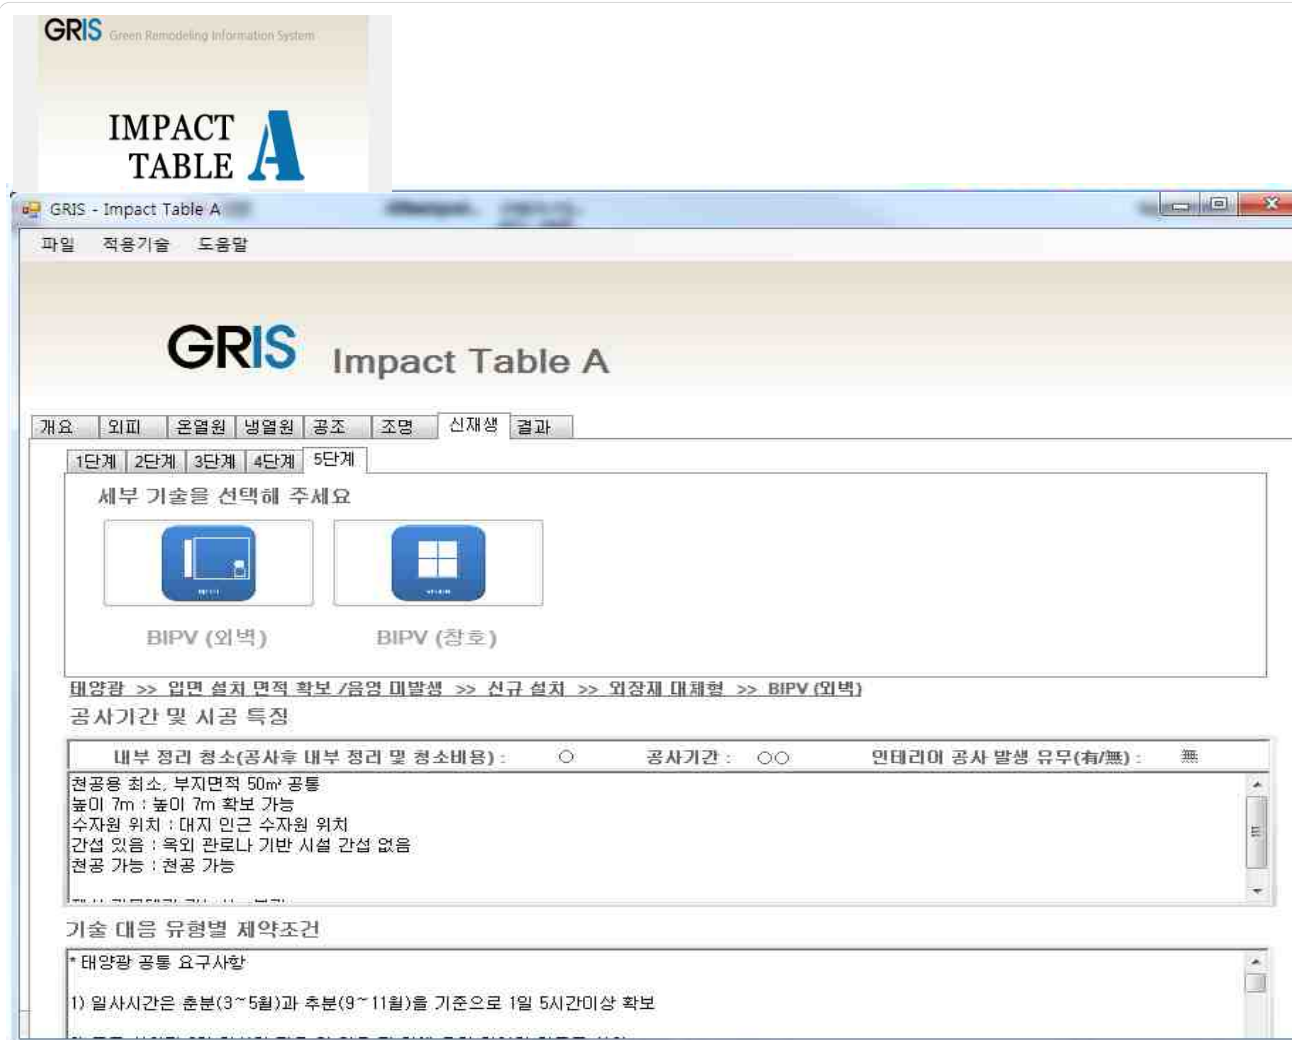 GRIS Green Remodeling Information System
IMPACT
TABLE A
GRIS - Impact Table A
파일 적용기술 도움말
GRIS Impact Table A
개요 외피 온열원 냉열원 공조 조명 신재생 결과
1단계 2단계 3단계 4단계 5단계
세부 기술을 선택해 주세요
BIPV (외벽) BIPV (창호)
태양광 >> 입면 설치 면적 확보 /음영 미발생 >> 신규 설치 >> 외장재 대체형 >> BIPV (외벽)
공사기간 및 시공 특징
내부 정리 청소(공사후 내부 정리 및 청소비용) : ○ 공사기간 : ○○ 인테리어 공사 발생 유무(有/無) : 無
천공용 최소, 부지면적 50m² 공통
높이 7m : 높이 7m 확보 가능
수자원 위치 : 대지 인근 수자원 위치
간섭 있음 : 옥외 관로나 기반 시설 간섭 없음
천공 가능 : 천공 가능
기술 대응 유형별 제약조건
* 태양광 공통 요구사항
1) 일사시간은 춘분(3~5월)과 추분(9~11월)을 기준으로 1일 5시간이상 확보